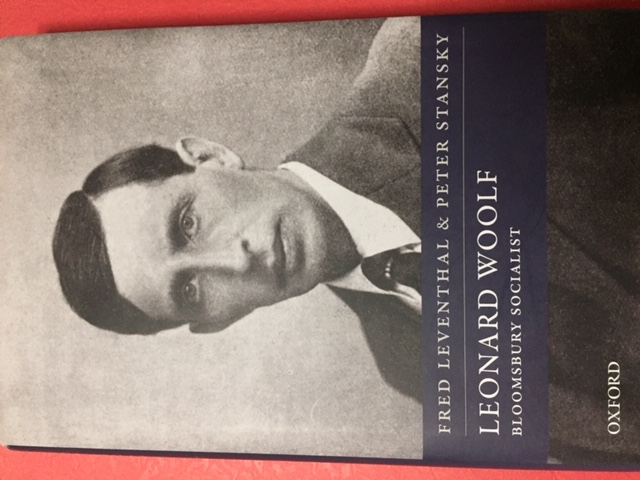 FRED LEVENTHAL & PETER STANSKY
LEONARD WOOLF
BLOOMSBURY SOCIALIST
OXFORD